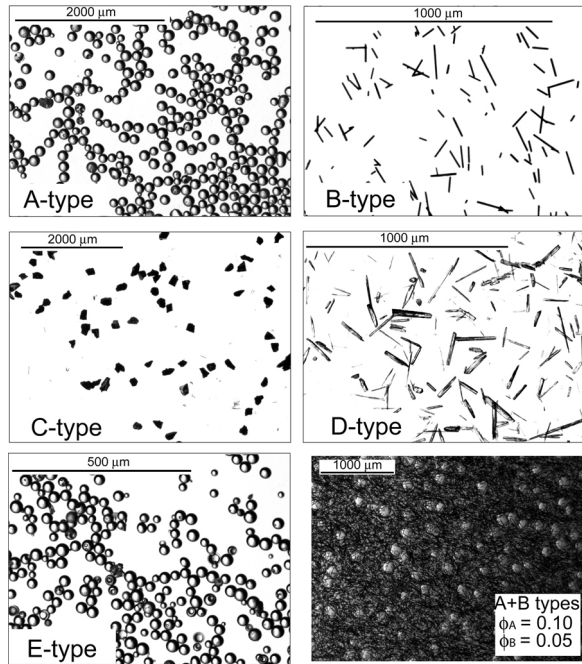 2000 μm
A-type
1000 μm
B-type
2000 μm
C-type
1000 μm
D-type
500 μm
E-type
1000 μm
A+B types
ϕA = 0.10
ϕB = 0.05